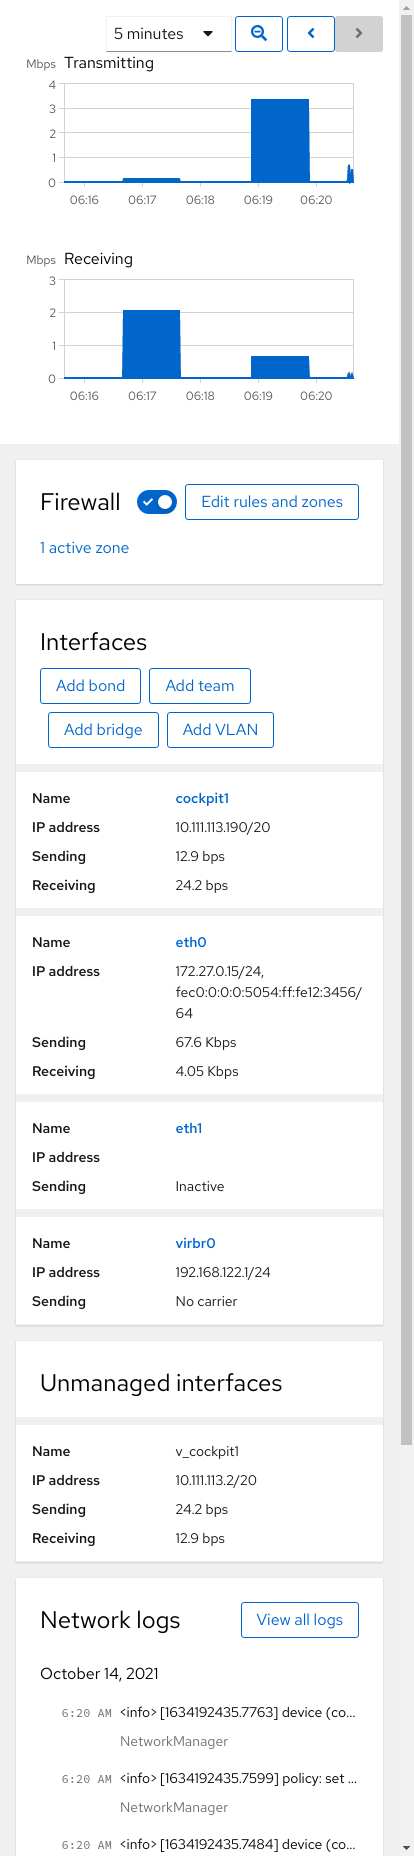 5 minutes
Mbps Transmitting
4
3
2
1
0
06:16 06:17 06:18 06:19 06:20
Mbps Receiving
3
2
1
0
06:16 06:17 06:18 06:19 06:20
Firewall Edit rules and zones
1 active zone
Interfaces
Add bond Add team
Add bridge Add VLAN
Name cockpit1
IP address 10.111.113.190/20
Sending 12.9 bps
Receiving 24.2 bps
Name eth0
IP address 172.27.0.15/24,
fec0:0:0:0:5054:ff:fe12:3456/
64
Sending 67.6 Kbps
Receiving 4.05 Kbps
Name eth1
IP address
Sending Inactive
Name virbr0
IP address 192.168.122.1/24
Sending No carrier
Unmanaged interfaces
Name v_cockpit1
IP address 10.111.113.2/20
Sending 24.2 bps
Receiving 12.9 bps
Network logs View all logs
October 14, 2021
6:20 AM <info> [1634192435.7763] device (co...
NetworkManager
6:20 AM <info> [1634192435.7599] policy: set ...
NetworkManager
6:20 AM <info> [1634192435.7484] device (co...